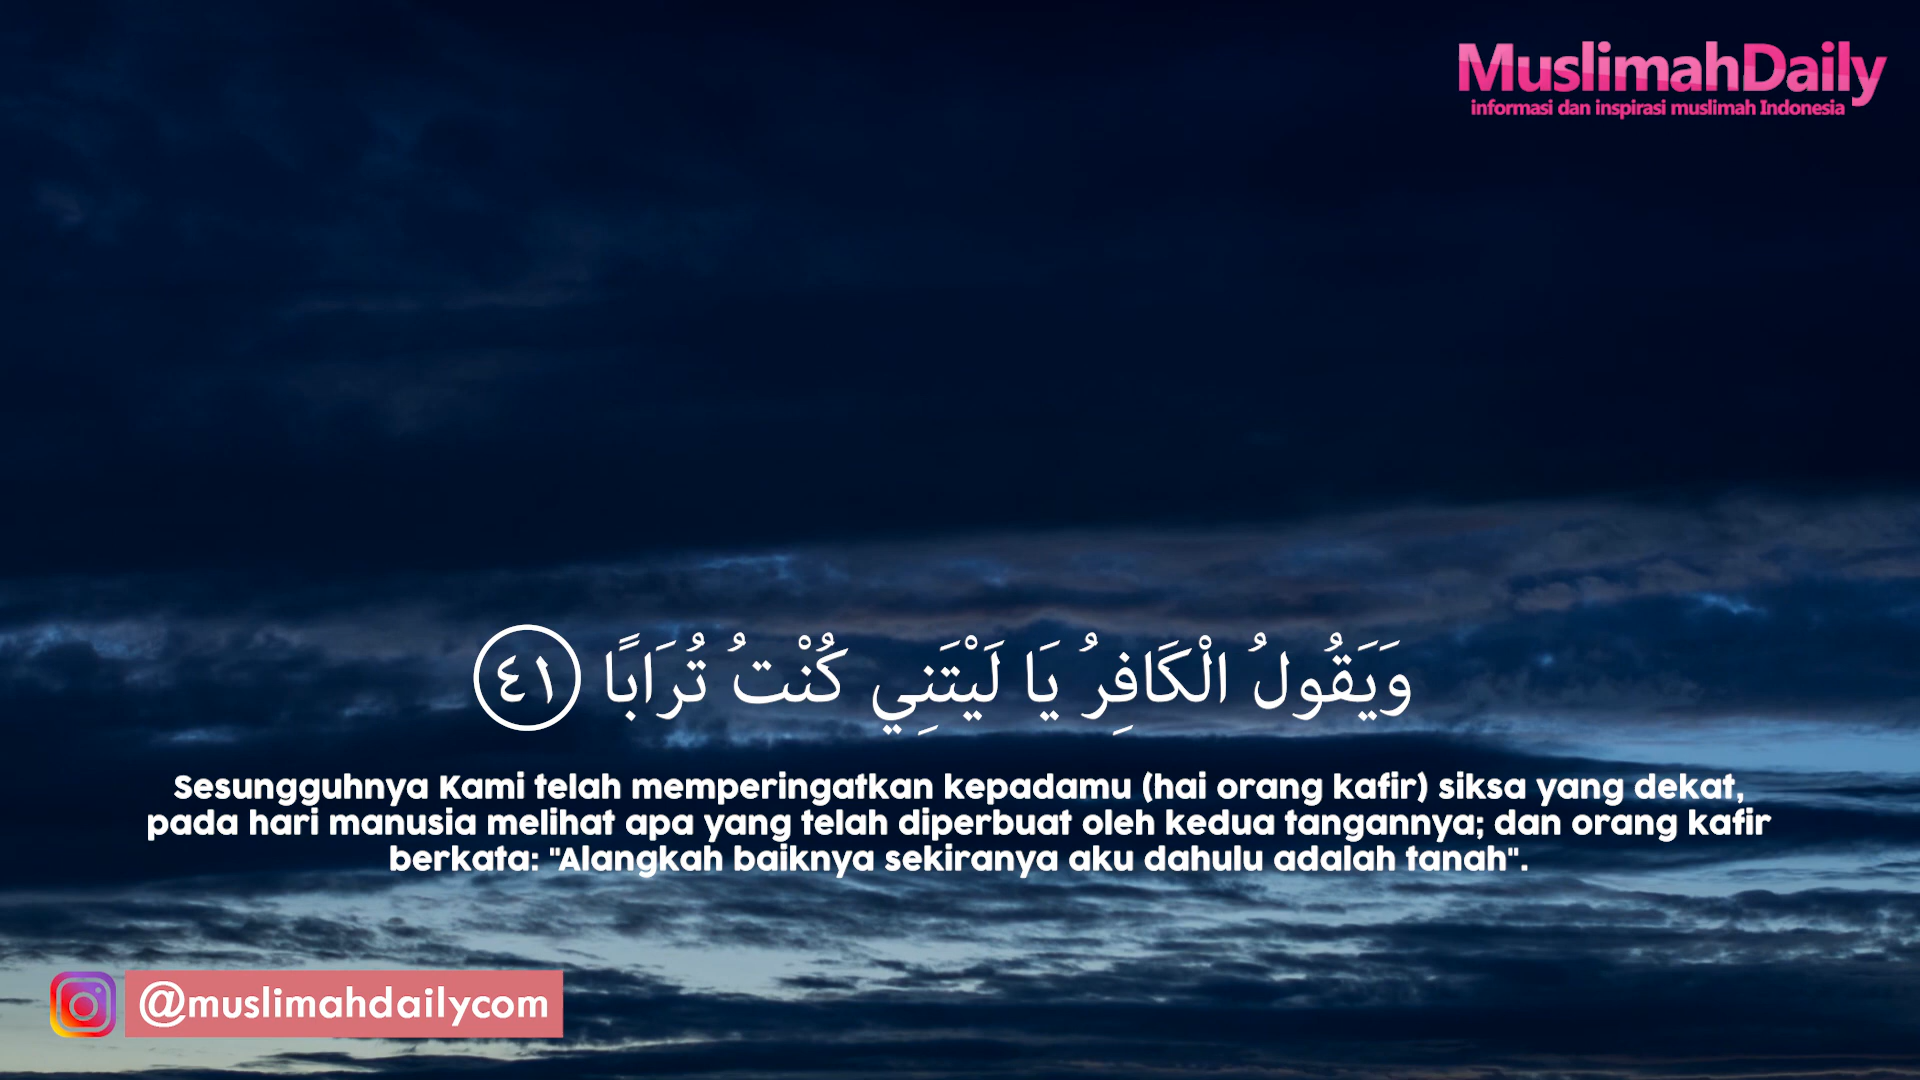 MuslimahDaily
informasi dan inspirasi muslimah Indonesia
وَيَقُولُ الْكَافِرُ يَا لَيْتَنِي كُنْتُ تُرَابًا ٤١
Sesungguhnya Kami telah memperingatkan kepadamu (hai orang kafir) siksa yang dekat,
pada hari manusia melihat apa yang telah diperbuat oleh kedua tangannya; dan orang kafir
berkata: "Alangkah baiknya sekiranya aku dahulu adalah tanah".
@muslimahdailycom